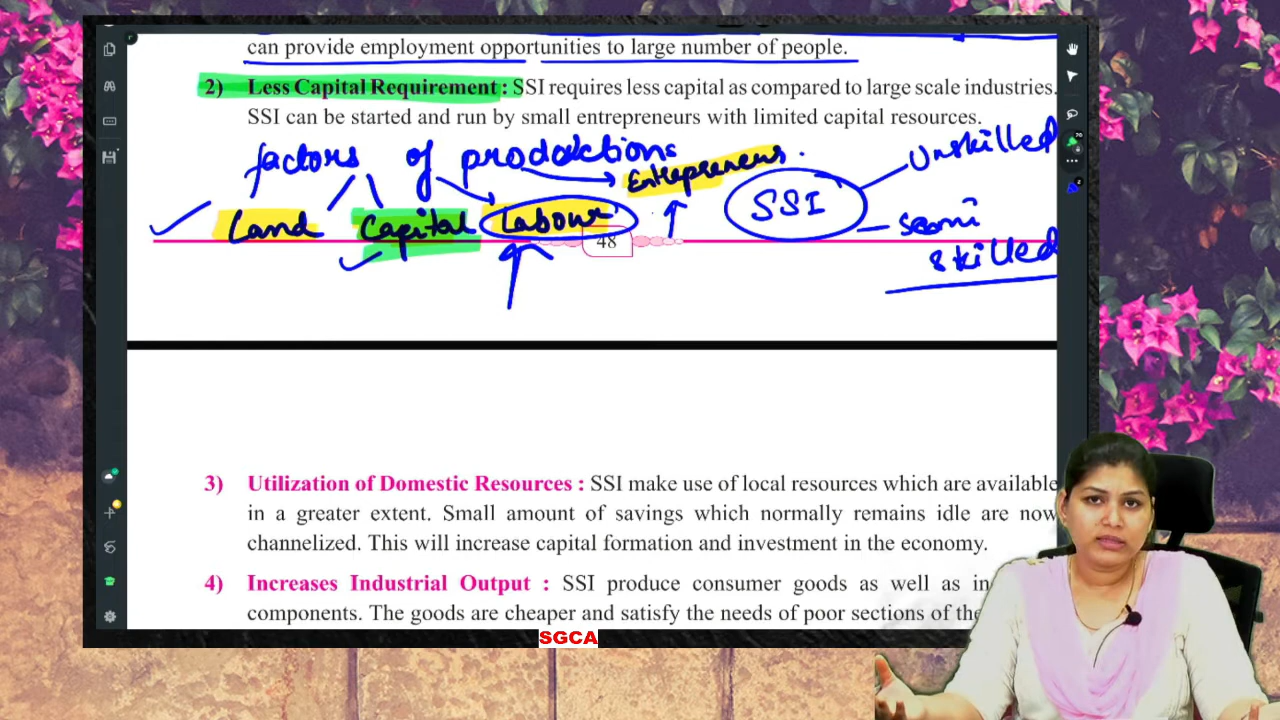 can provide employment opportunities to large number of people.
2) Less Capital Requirement : SSI requires less capital as compared to large scale industries.
SSI can be started and run by small entrepreneurs with limited capital resources.
factors of productions
Entrepreneurs.
Unskilled
Land Capital Labour
SSI
semi
skilled
48
3) Utilization of Domestic Resources : SSI make use of local resources which are available
in a greater extent. Small amount of savings which normally remains idle are now
channelized. This will increase capital formation and investment in the economy.
4) Increases Industrial Output : SSI produce consumer goods as well as in
components. The goods are cheaper and satisfy the needs of poor sections of the
SGCA